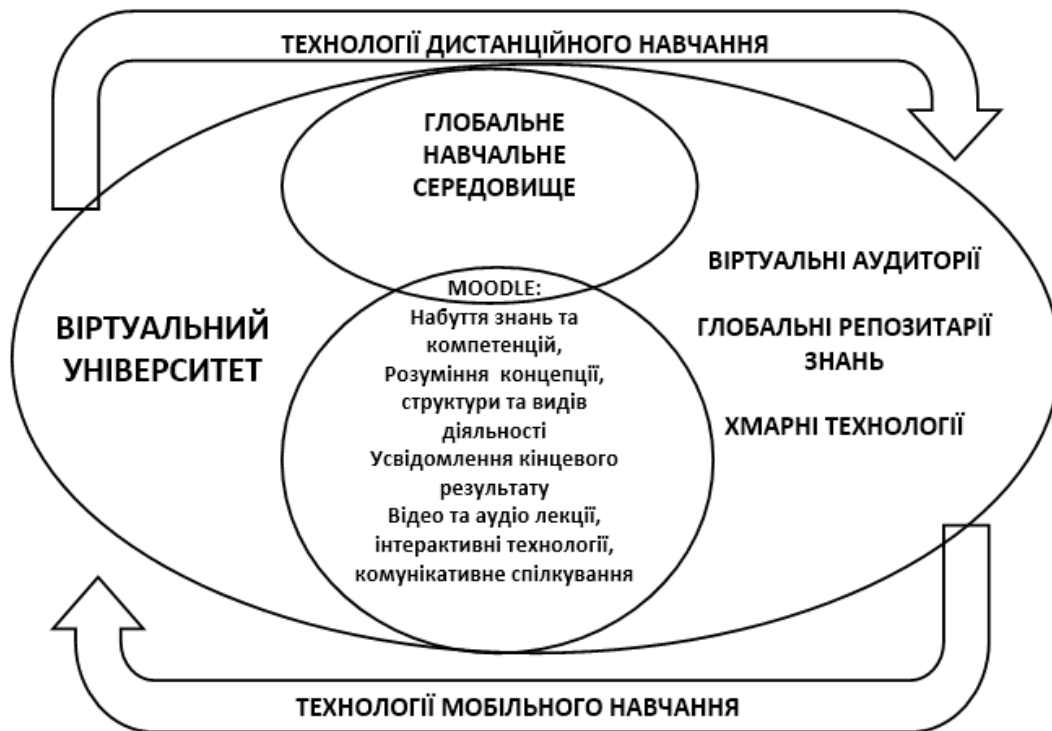 ТЕХНОЛОГІЇ ДИСТАНЦІЙНОГО НАВЧАННЯ
ГЛОБАЛЬНЕ
НАВЧАЛЬНЕ
СЕРЕДОВИЩЕ
ВІРТУАЛЬНИЙ
УНІВЕРСИТЕТ
MOODLE:
Набуття знань та
компетенцій,
Розуміння концепції,
структури та видів
діяльності
Усвідомлення кінцевого
результату
Відео та аудіо лекції,
інтерактивні технології,
комунікативне спілкування
ВІРТУАЛЬНІ АУДИТОРІЇ
ГЛОБАЛЬНІ РЕПОЗИТАРІЇ
ЗНАНЬ
ХМАРНІ ТЕХНОЛОГІЇ
ТЕХНОЛОГІЇ МОБІЛЬНОГО НАВЧАННЯ